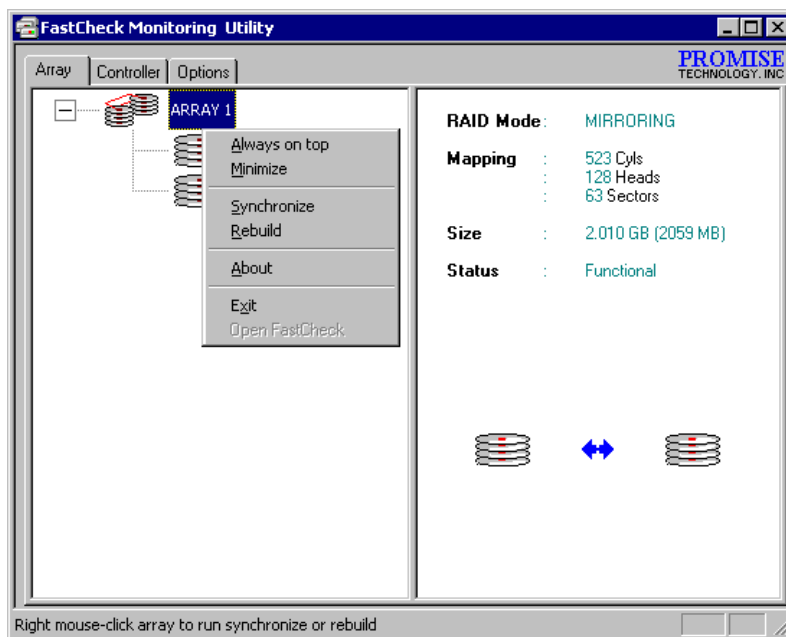 FastCheck Monitoring Utility
PROMISE
TECHNOLOGY, INC
Array Controller Options
ARRAY 1
Always on top
Minimize
Synchronize
Rebuild
About
Exit
Open FastCheck
RAID Mode : MIRRORING
Mapping : 523 Cyls
: 128 Heads
: 63 Sectors
Size : 2.010 GB (2059 MB)
Status : Functional
Right mouse-click array to run synchronize or rebuild